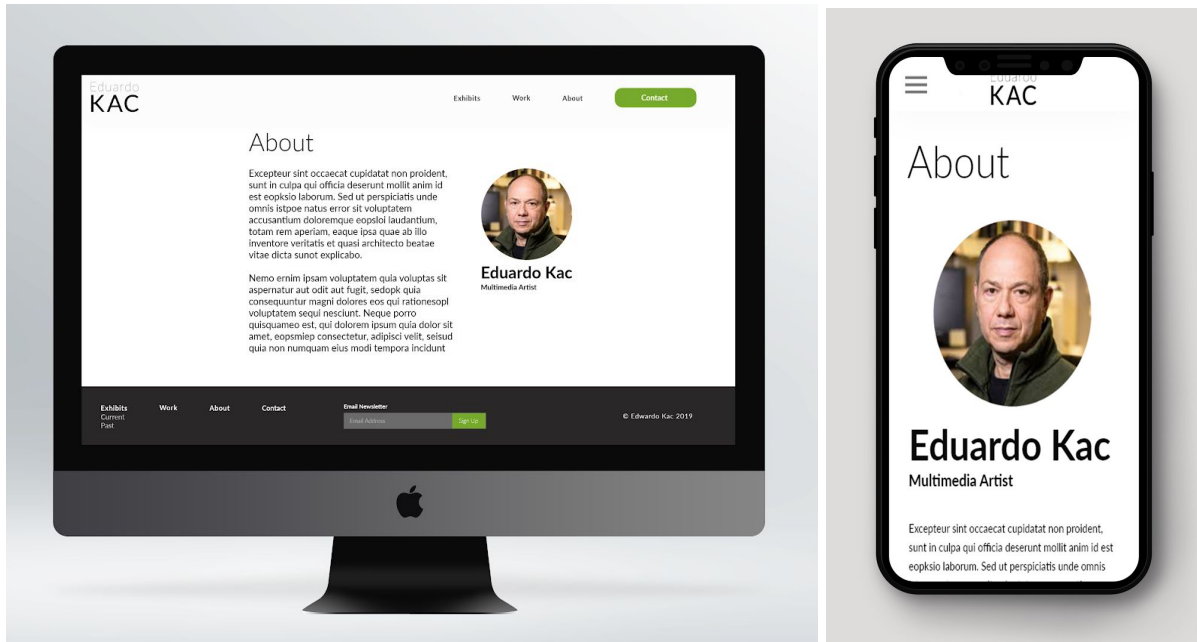 Eduardo
KAC
Exhibits Work About Contact
About
Excepteur sint occaecat cupidatat non proident,
sunt in culpa qui officia deserunt mollit anim id
est eopksio laborum. Sed ut perspiciatis unde
omnis istpoe natus error sit voluptatem
accusantium doloremque eopsloi laudantium,
totam rem aperiam, eaque ipsa quae ab illo
inventore veritatis et quasi architecto beatae
vitae dicta sunot explicabo.
Nemo ernim ipsam voluptatem quia voluptas sit
aspernatur aut odit aut fugit, sedopk quia
consequuntur magni dolores eos qui rationesopl
voluptatem sequi nesciunt. Neque porro
quisquameo est, qui dolorem ipsum quia dolor sit
amet, eopsmiep consectetur, adipisci velit, seisud
quia non numquam eius modi tempora incidunt
Eduardo Kac
Multimedia Artist
Exhibits Work About Contact
Current
Past
Email Newsletter
Email Address Sign Up
© Edwardo Kac 2019
Eduardo
KAC
About
Eduardo Kac
Multimedia Artist
Excepteur sint occaecat cupidatat non proident,
sunt in culpa qui officia deserunt mollit anim id est
eopksio laborum. Sed ut perspiciatis unde omnis